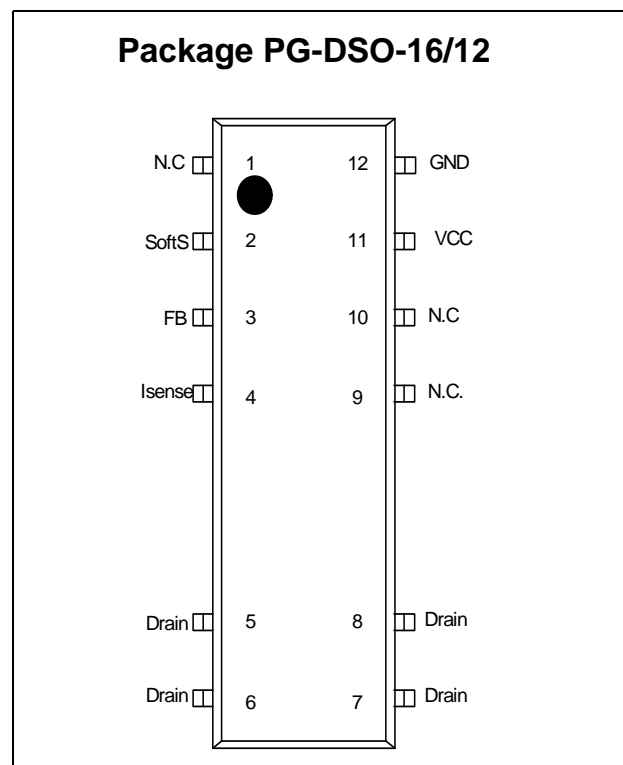 Package PG-DSO-16/12
N.C 1 12 GND
SoftS 2 11 VCC
FB 3 10 N.C
Isense 4 9 N.C.
Drain 5 8 Drain
Drain 6 7 Drain